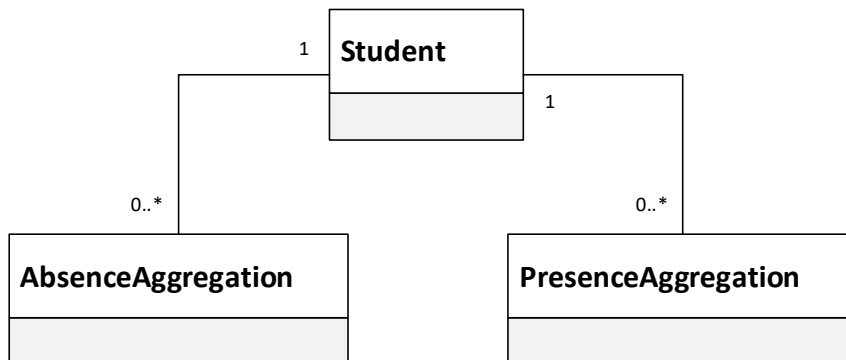 1
Student
1
0..*
0..*
AbsenceAggregation
PresenceAggregation